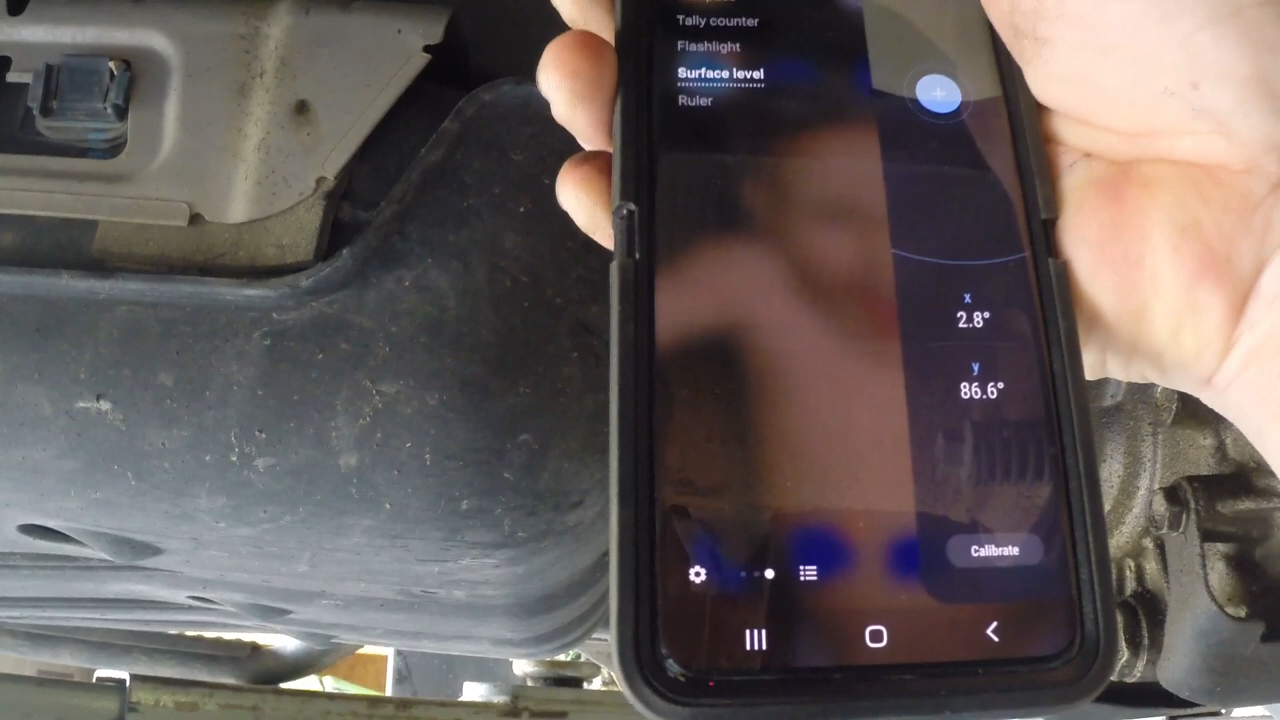 Tally counter
Flashlight
Surface level
Ruler
x
2.8°
y
86.6°
Calibrate